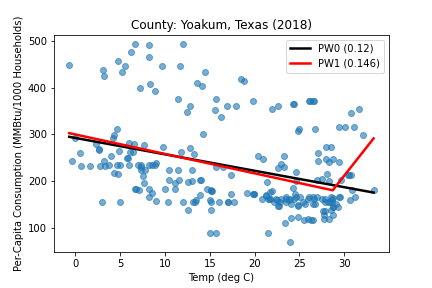 County: Yoakum, Texas (2018)
PW0 (0.12)
PW1 (0.146)
Per-Capita Consumption (MMBtu/1000 Households)
500
400
300
200
100
0 5 10 15 20 25 30
Temp (deg C)